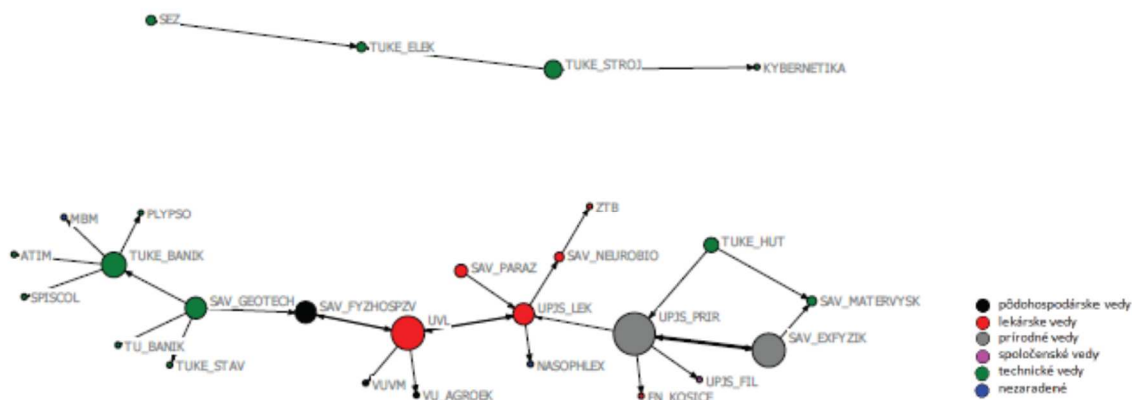 SEZ
TUKE_ELEK
TUKE_STROJ
KYBERNETIKA
MBM
PLYPSO
ATIM
TUKE_BANIK
SPISCOL
SAV_GEOTECH
TU_BANIK
TUKE_STAV
SAV_FYZHOSPZV
UVL
VUVM
VU_AGROEK
ZTB
SAV_NEUROBIO
SAV_PARAZ
UPJS_LEK
NASOPHLEX
TUKE_HUT
UPJS_PRIR
SAV_MATERVYSK
SAV_EXFYZIK
UPJS_FIL
FN_KOSICE
pôdohospodárske vedy
lekárske vedy
prírodné vedy
spoločenské vedy
technické vedy
nezaradené